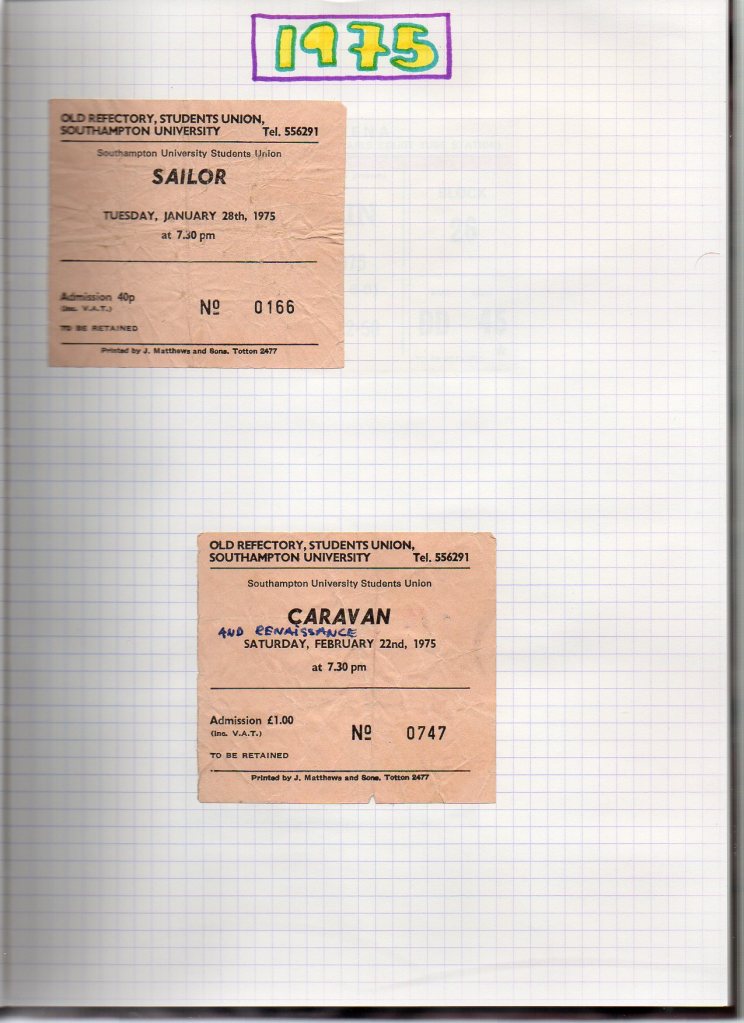 1975
OLD REFECTORY, STUDENTS UNION,
SOUTHAMPTON UNIVERSITY Tel. 556291
Southampton University Students Union
SAILOR
TUESDAY, JANUARY 28th, 1975
at 7.30 pm
Admission 40p
(inc. V.A.T.)
Nº 0166
TO BE RETAINED
Printed by J. Matthews and Sons. Totton 2477
OLD REFECTORY, STUDENTS UNION,
SOUTHAMPTON UNIVERSITY Tel. 556291
Southampton University Students Union
CARAVAN
AND RENAISSANCE
SATURDAY, FEBRUARY 22nd, 1975
at 7.30 pm
Admission £1.00
(inc. V.A.T.)
Nº 0747
TO BE RETAINED
Printed by J. Matthews and Sons. Totton 2477